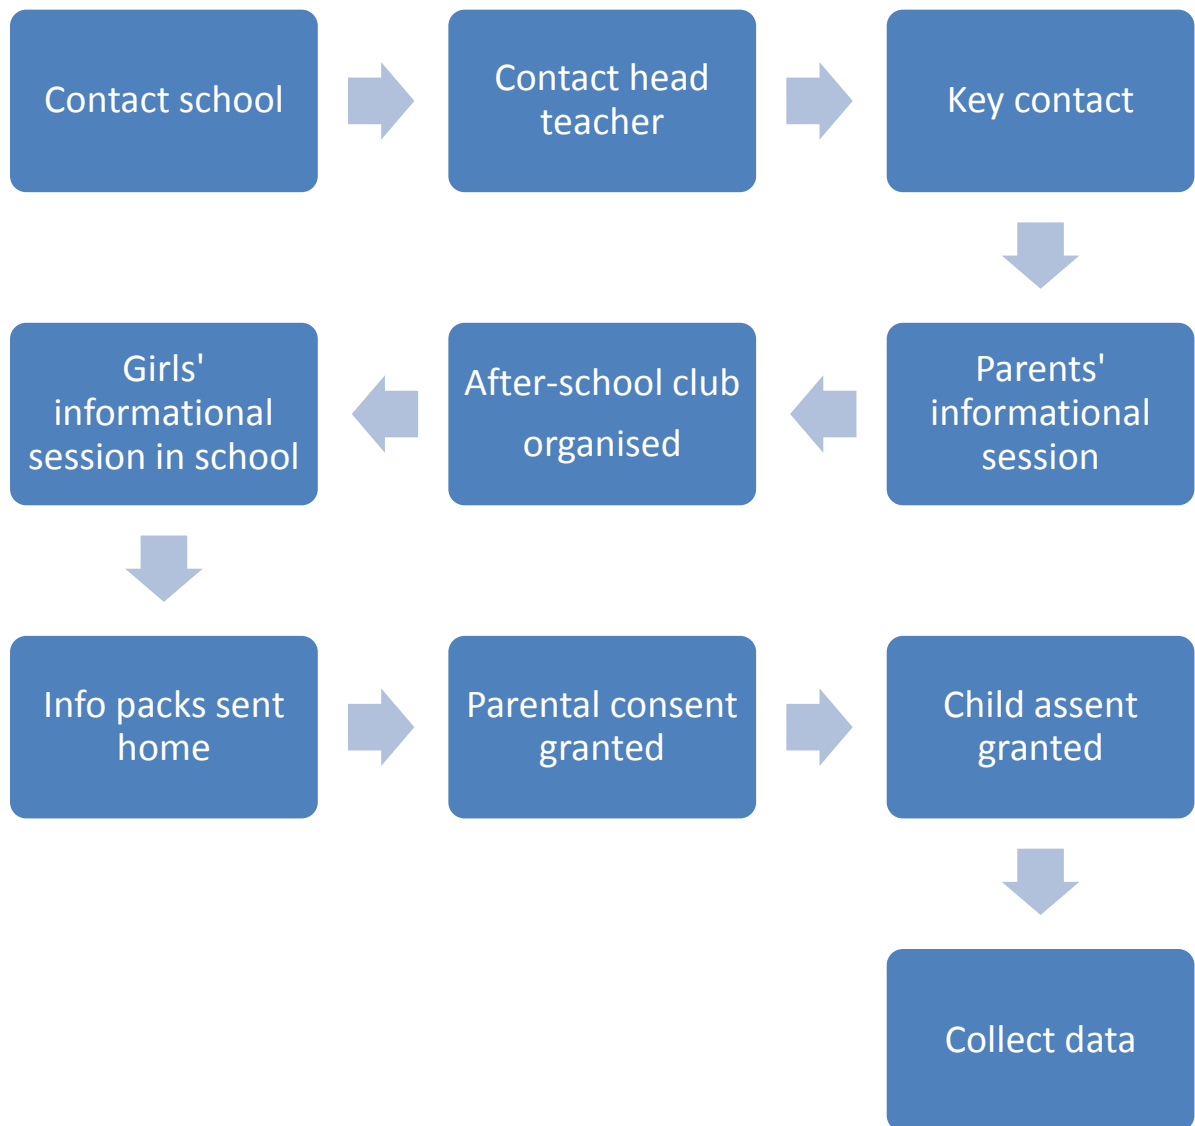 Contact school
Contact head
teacher
Key contact
Parents'
informational
session
After-school club
organised
Girls'
informational
session in school
Info packs sent
home
Parental consent
granted
Child assent
granted
Collect data